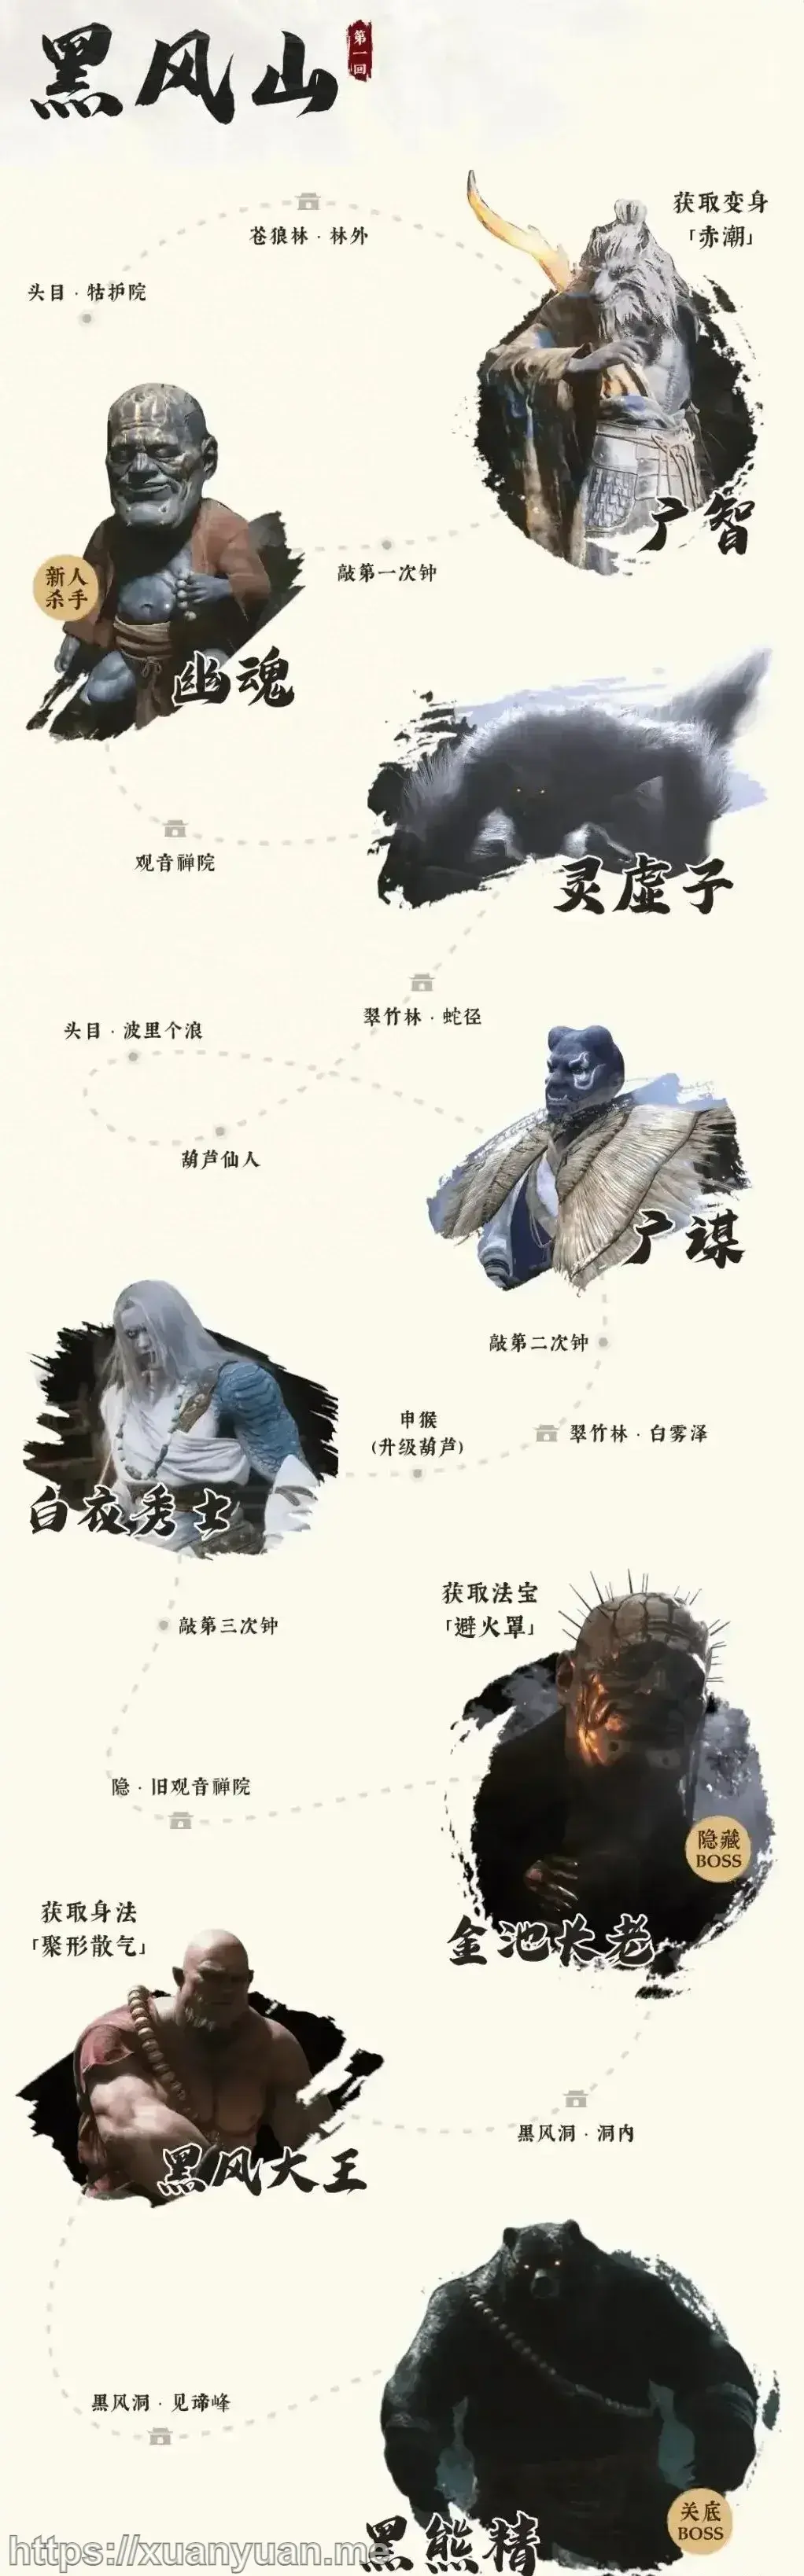 黑风山
第一回
获取变身
「赤潮」
苍狼林·林外
头目·牯护院
广智
新人
杀手
敲第一次钟
幽魂
观音禅院
灵虚子
翠竹林·蛇径
头目·波里个浪
葫芦仙人
广谋
敲第二次钟
申猴
(升级葫芦)
翠竹林·白雾泽
白衣秀士
获取法宝
「避火罩」
敲第三次钟
隐·旧观音禅院
隐藏
BOSS
金池长老
获取身法
「聚形散气」
黑风洞·洞内
黑风大王
黑风洞·见谛峰
关底
BOSS
黑熊精
https://xuanyuan.me